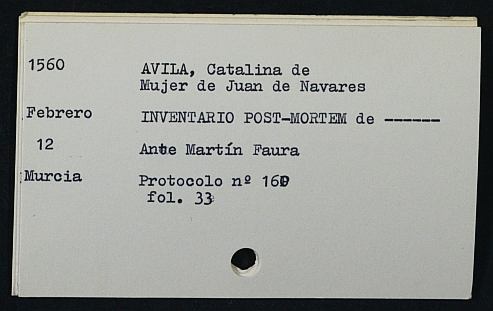 1560
AVILA, Catalina de
Mujer de Juan de Navares
Febrero
INVENTARIO POST-MORTEM de ------
12
Ante Martín Faura
Murcia
Protocolo nº
fol. 33